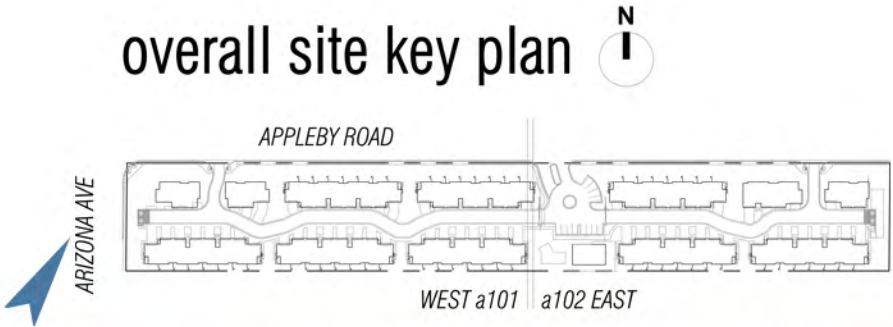 overall site key plan
N
APPLEBY ROAD
ARIZONA AVE
WEST a101 a102 EAST